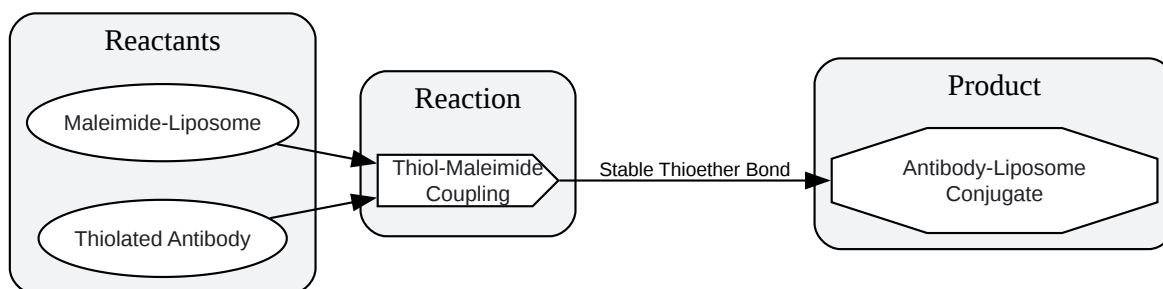 Reactants
Maleimide-Liposome
Thiolated Antibody
Reaction
Thiol-Maleimide
Coupling
Stable Thioether Bond
Product
Antibody-Liposome
Conjugate